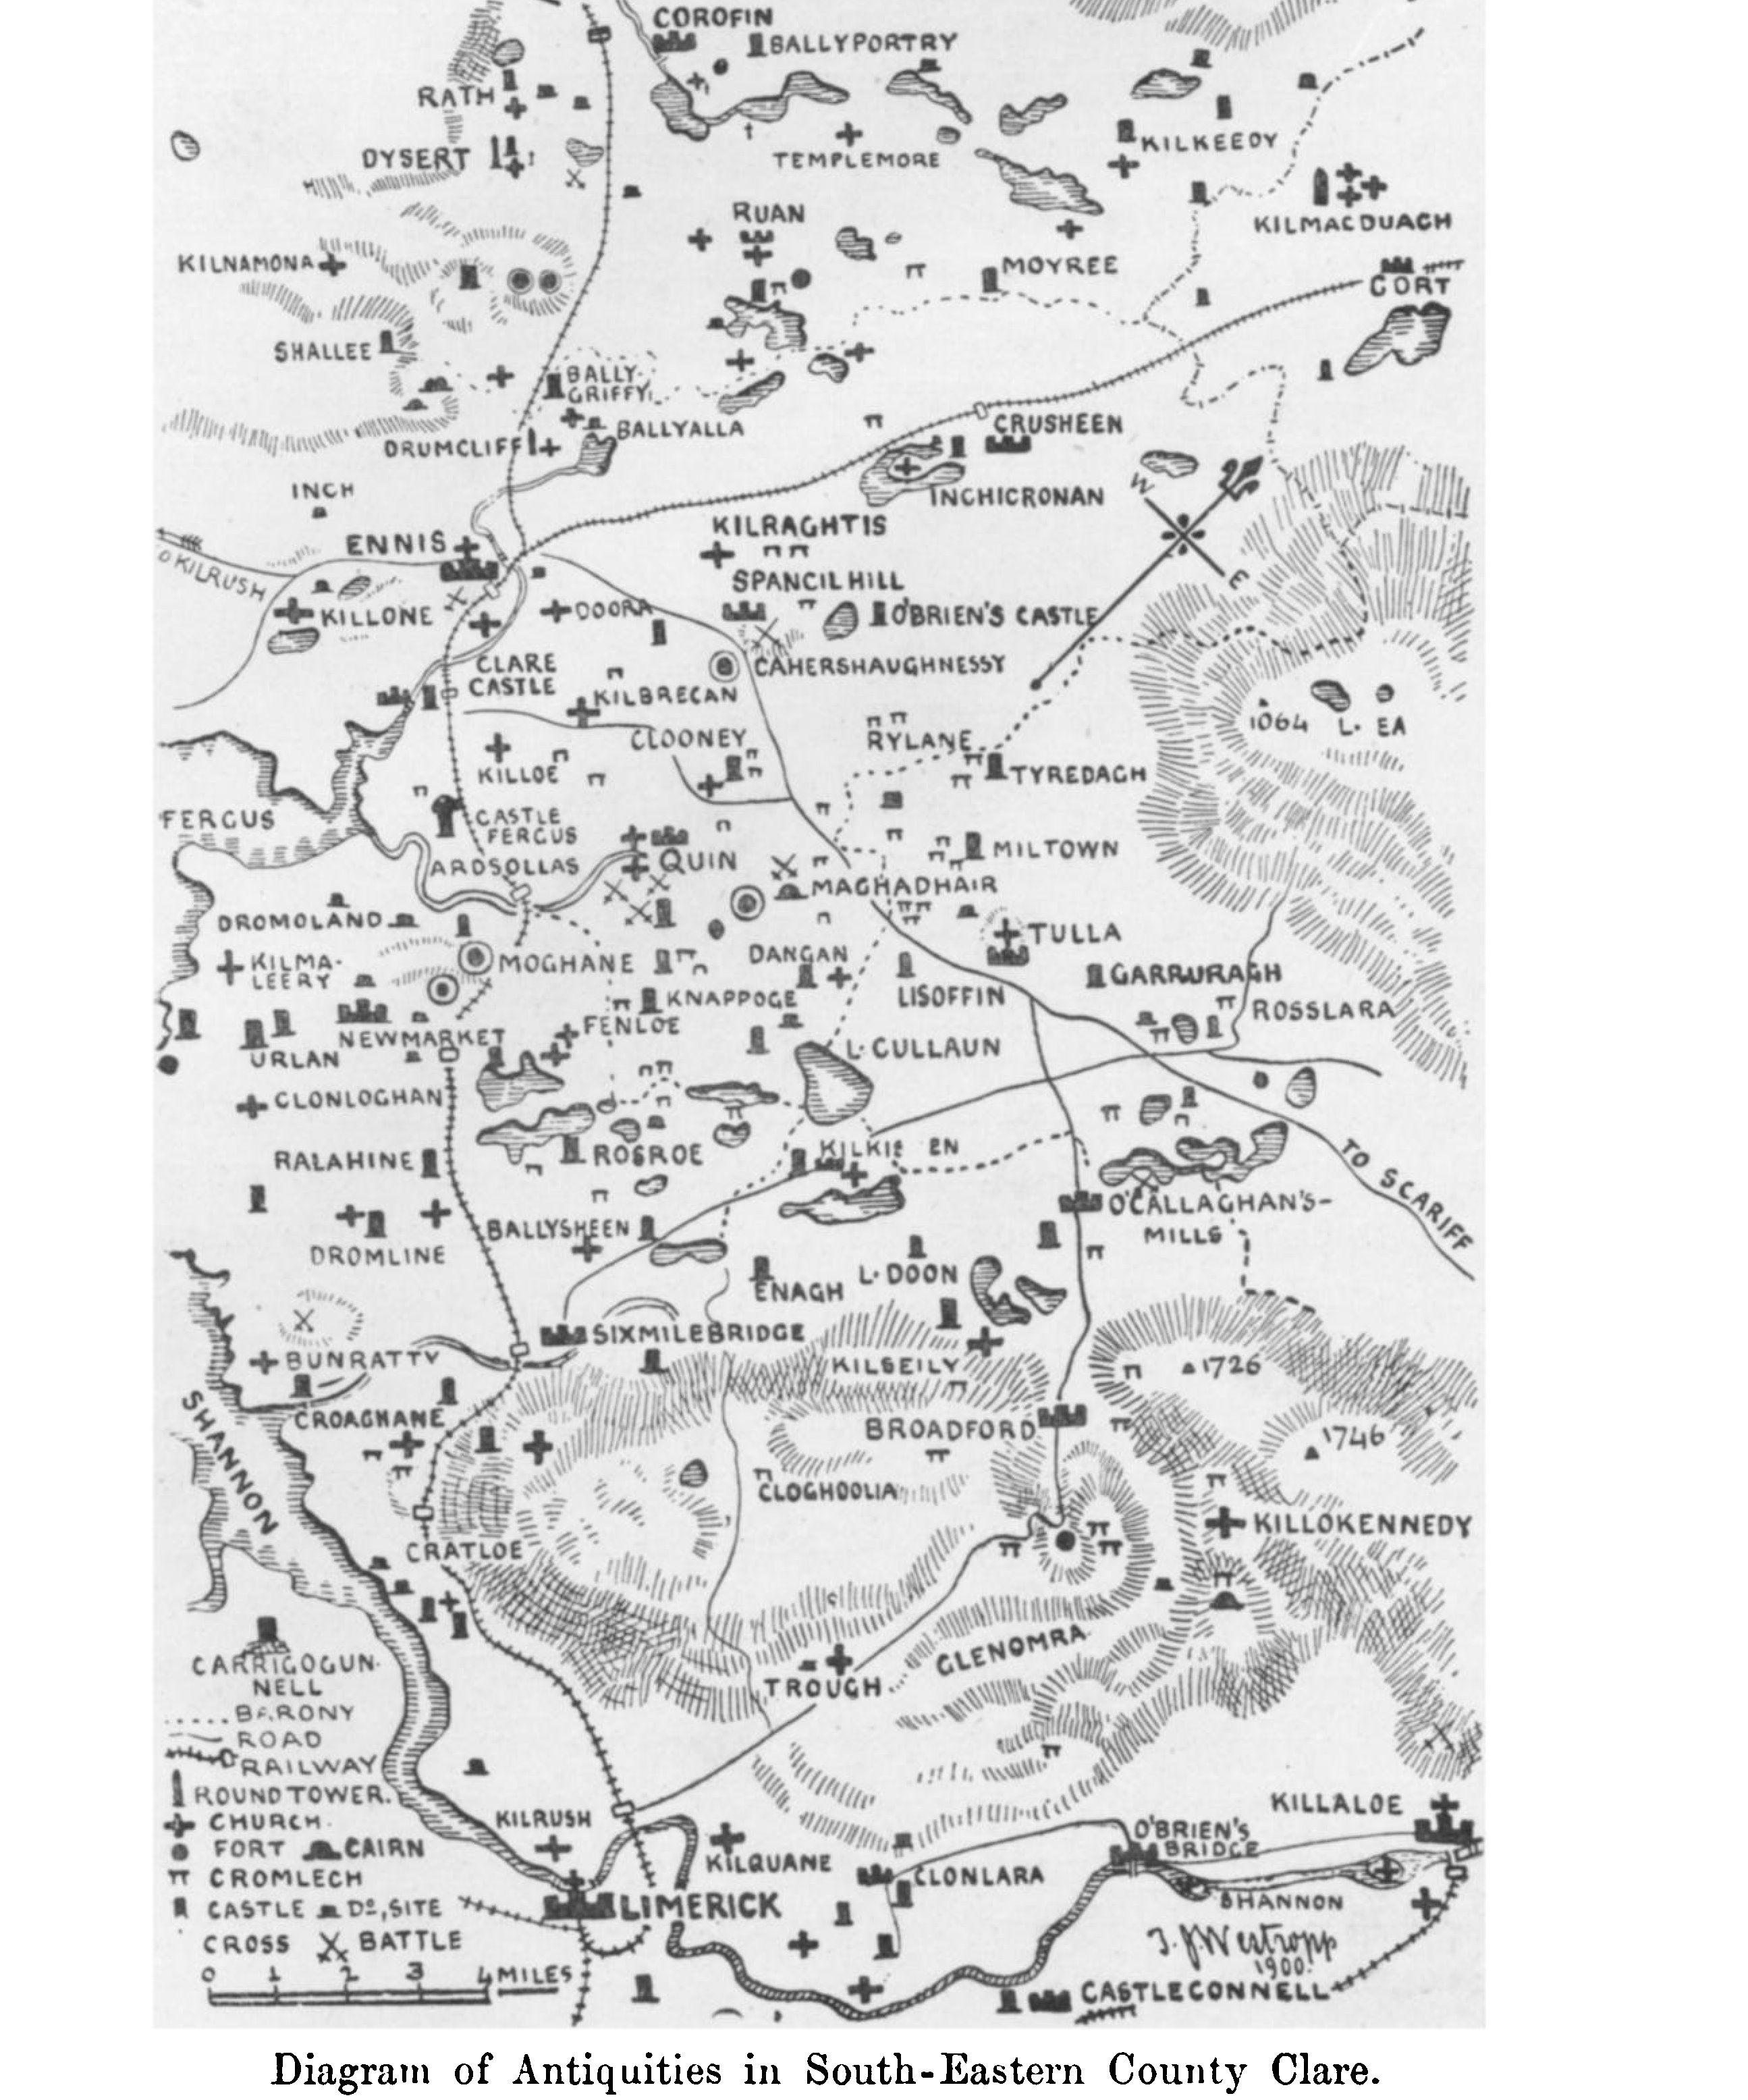 COROFIN
BALLYPORTRY
RATH
KILKEEDY
DYSERT
TEMPLEMORE
RUAN
KILMACDUAGH
KILNAMONA
MOYREE
GORT
SHALLEE
BALLY-
GRIFFY
CRUSHEEN
BALLYALLA
DRUMCLIFF
INCH
W
INCHICRONAN
KILRAGHTIS
ENNIS
KILRUSH
SPANCILHILL
E
KILLONE
DOORA
O'BRIEN'S CASTLE
CLARE
CASTLE
CAHERSHAUGHNESSY
KILBRECAN
1064 L. EA
CLOONEY
RYLANE
KILLOE
TYREDAGH
FERGUS
CASTLE
FERGUS
MILTOWN
ARDSOLLAS
QUIN
MAGHADHAIR
DROMOLAND
TULLA
KILMA-
LEERY
MOGHANE
DANGAN
GARRURAGH
KNAPPOGE
LISOFFIN
ROSSLARA
NEWMARKET
FENLOE
URLAN
L. CULLAUN
CLONLOGHAN
RALAHINE
ROSROE
KILKIE EN
TO SCARIFF
O'CALLAGHAN'S-
MILLS
BALLYSHEEN
DROMLINE
ENAGH
L. DOON
SIXMILEBRIDGE
BUNRATTY
KILSEILY
1726
SHANNON
CROAGHANE
BROADFORD
1746
CLOGHOOLIA
KILLOKENNEDY
CRATLOE
GLENOMRA
CARRIGOGUN-
NELL
TROUGH
BARONY
ROAD
RAILWAY
ROUND TOWER.
CHURCH.
FORT CAIRN
CROMLECH
CASTLE Do, SITE
CROSS BATTLE
0 1 2 3 4 MILES
KILRUSH
KILLALOE
O'BRIEN'S
BRIDGE
KILQUANE
CLONLARA
LIMERICK
SHANNON
T. J. Westropp
1900.
CASTLECONNELL
Diagram of Antiquities in South-Eastern County Clare.